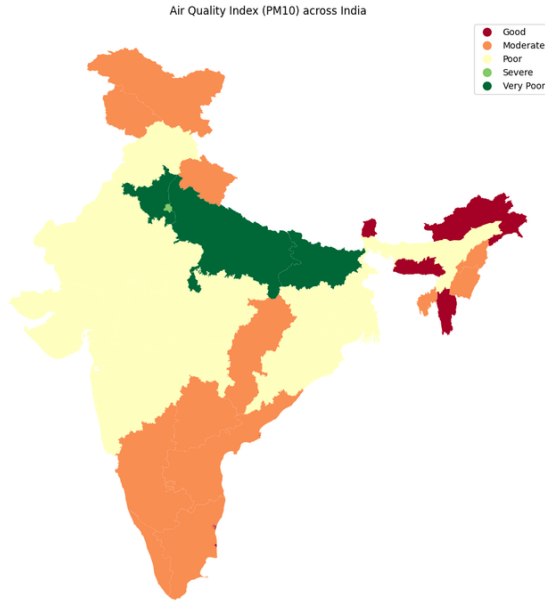 Air Quality Index (PM10) across India
Good
Moderate
Poor
Severe
Very Poor